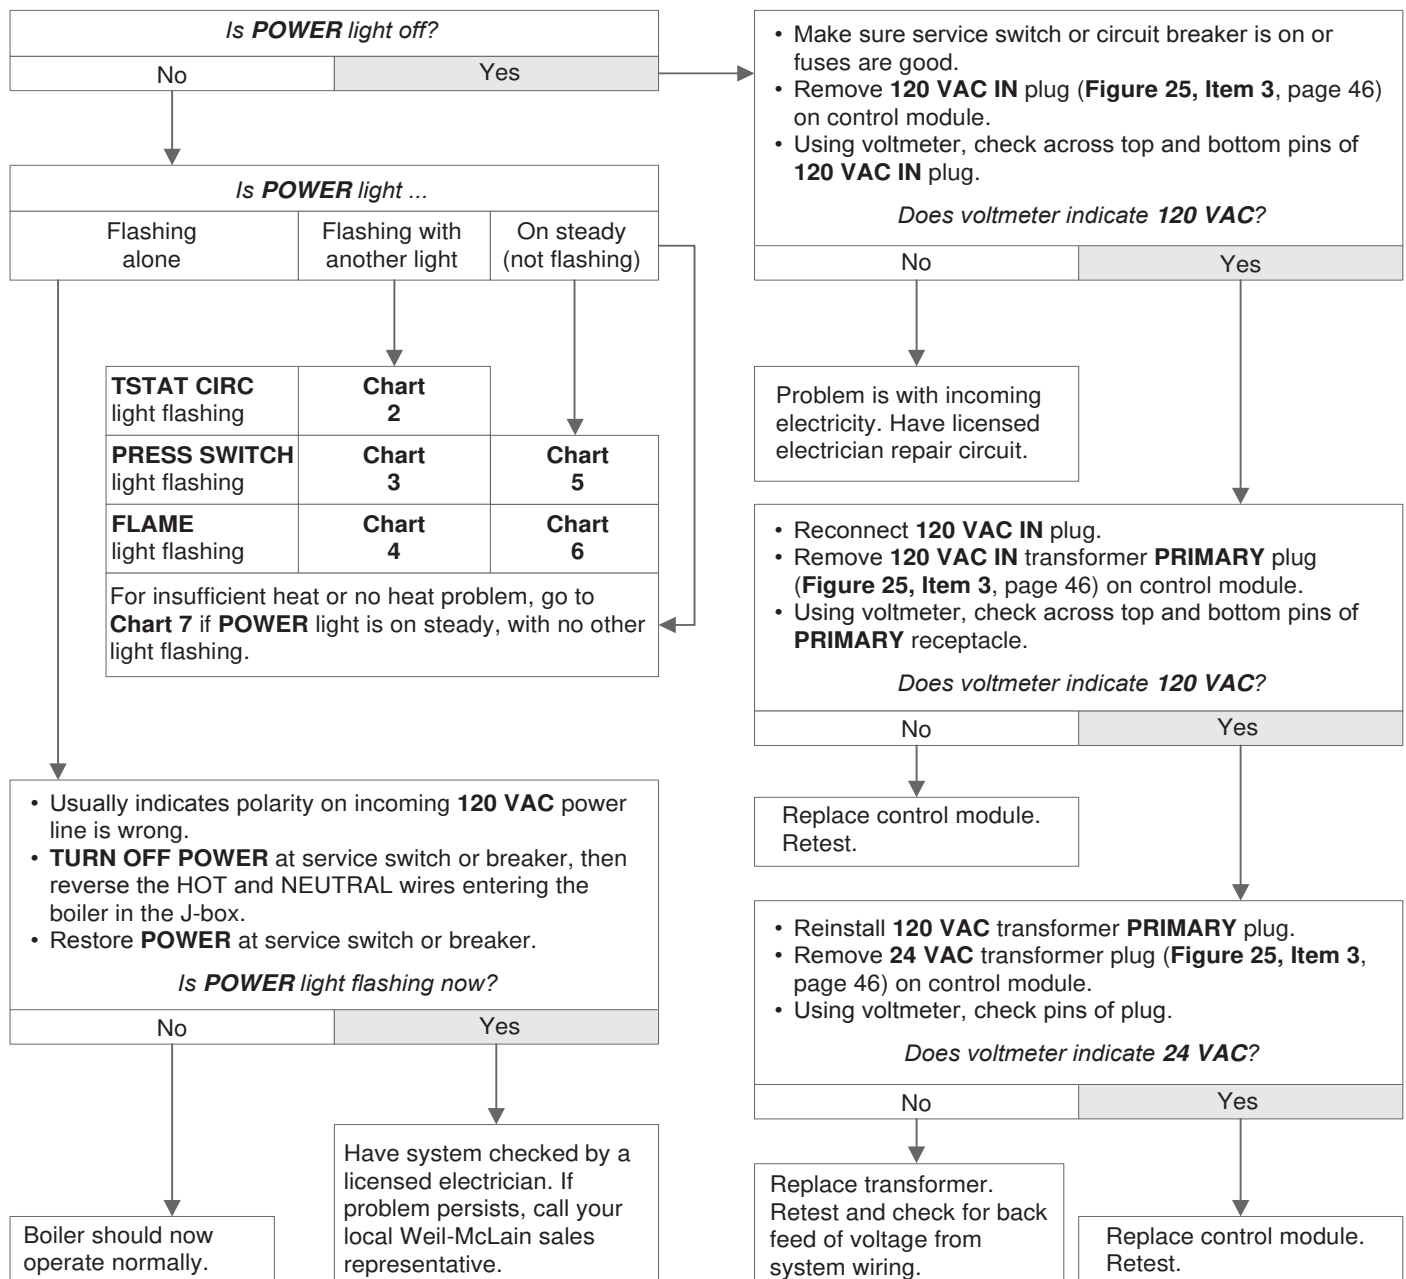 Is POWER light off?
No
Yes
Is POWER light ...
Flashing
alone
Flashing with
another light
On steady
(not flashing)
TSTAT CIRC
light flashing
Chart
2
PRESS SWITCH
light flashing
Chart
3
Chart
5
FLAME
light flashing
Chart
4
Chart
6
For insufficient heat or no heat problem, go to
Chart 7 if POWER light is on steady, with no other
light flashing.
• Usually indicates polarity on incoming 120 VAC power
line is wrong.
• TURN OFF POWER at service switch or breaker, then
reverse the HOT and NEUTRAL wires entering the
boiler in the J-box.
• Restore POWER at service switch or breaker.
Is POWER light flashing now?
No
Yes
Boiler should now
operate normally.
Have system checked by a
licensed electrician. If
problem persists, call your
local Weil-McLain sales
representative.
• Make sure service switch or circuit breaker is on or
fuses are good.
• Remove 120 VAC IN plug (Figure 25, Item 3, page 46)
on control module.
• Using voltmeter, check across top and bottom pins of
120 VAC IN plug.
Does voltmeter indicate 120 VAC?
No
Yes
Problem is with incoming
electricity. Have licensed
electrician repair circuit.
• Reconnect 120 VAC IN plug.
• Remove 120 VAC IN transformer PRIMARY plug
(Figure 25, Item 3, page 46) on control module.
• Using voltmeter, check across top and bottom pins of
PRIMARY receptacle.
Does voltmeter indicate 120 VAC?
No
Yes
Replace control module.
Retest.
• Reinstall 120 VAC transformer PRIMARY plug.
• Remove 24 VAC transformer plug (Figure 25, Item 3,
page 46) on control module.
• Using voltmeter, check pins of plug.
Does voltmeter indicate 24 VAC?
No
Yes
Replace transformer.
Retest and check for back
feed of voltage from
system wiring.
Replace control module.
Retest.